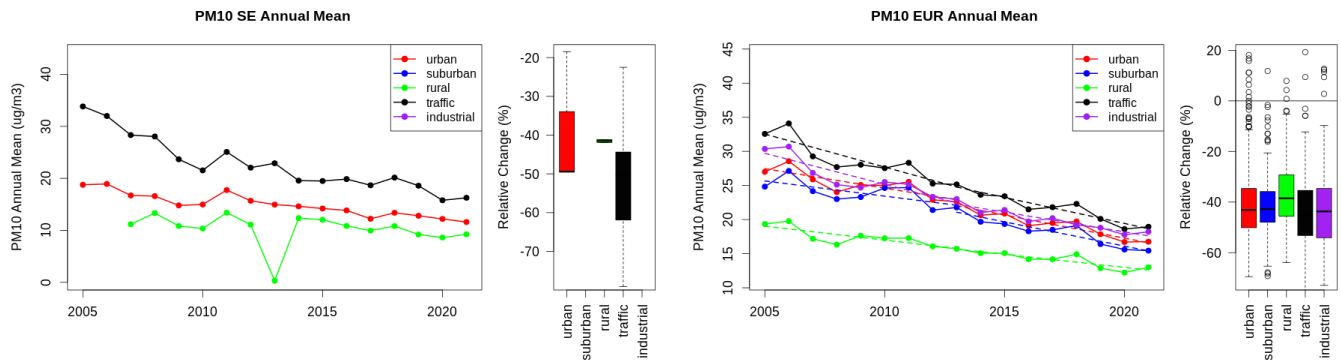 PM10 SE Annual Mean
PM10 Annual Mean (ug/m3)
40
30
20
10
0
2005 2010 2015 2020
urban
suburban
rural
traffic
industrial
Relative Change (%)
-20
-30
-40
-50
-60
-70
urban
suburban
rural
traffic
industrial
PM10 EUR Annual Mean
PM10 Annual Mean (ug/m3)
45
40
35
30
25
20
15
10
2005 2010 2015 2020
urban
suburban
rural
traffic
industrial
Relative Change (%)
20
0
-20
-40
-60
urban
suburban
rural
traffic
industrial